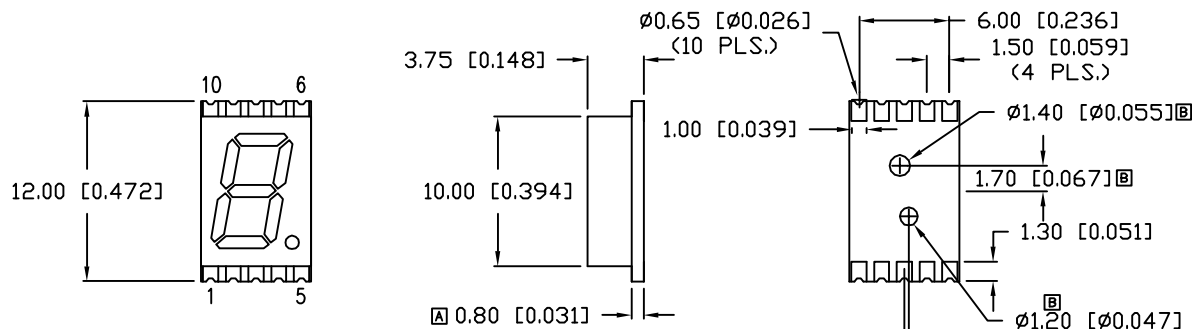 Ø0.65 [Ø0.026]
(10 PLS.)
6.00 [0.236]
1.50 [0.059]
(4 PLS.)
3.75 [0.148]
10 6
Ø1.40 [Ø0.055] B
1.00 [0.039]
12.00 [0.472]
10.00 [0.394]
1.70 [0.067] B
1.30 [0.051]
1 5
A 0.80 [0.031]
B
Ø1.20 [Ø0.047]